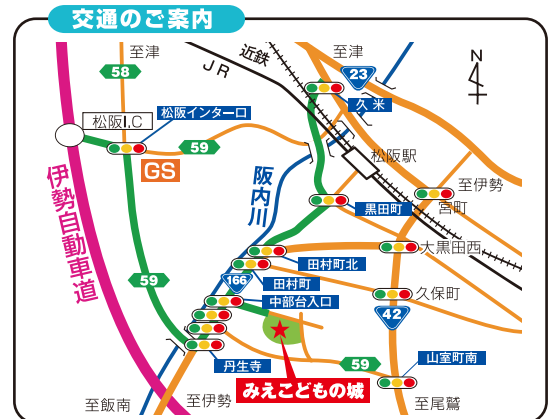 交通のご案内
至津
近鉄
至津
N
JR
58
23
松阪I.C
松阪インター口
久米
59
GS
松阪駅
阪内川
至伊勢
宮町
黒田町
伊勢自動車道
大黒田西
田村町北
59
166
田村町
久保町
中部台入口
42
丹生寺
59
山室町南
みえこどもの城
至飯南
至伊勢
至尾鷲